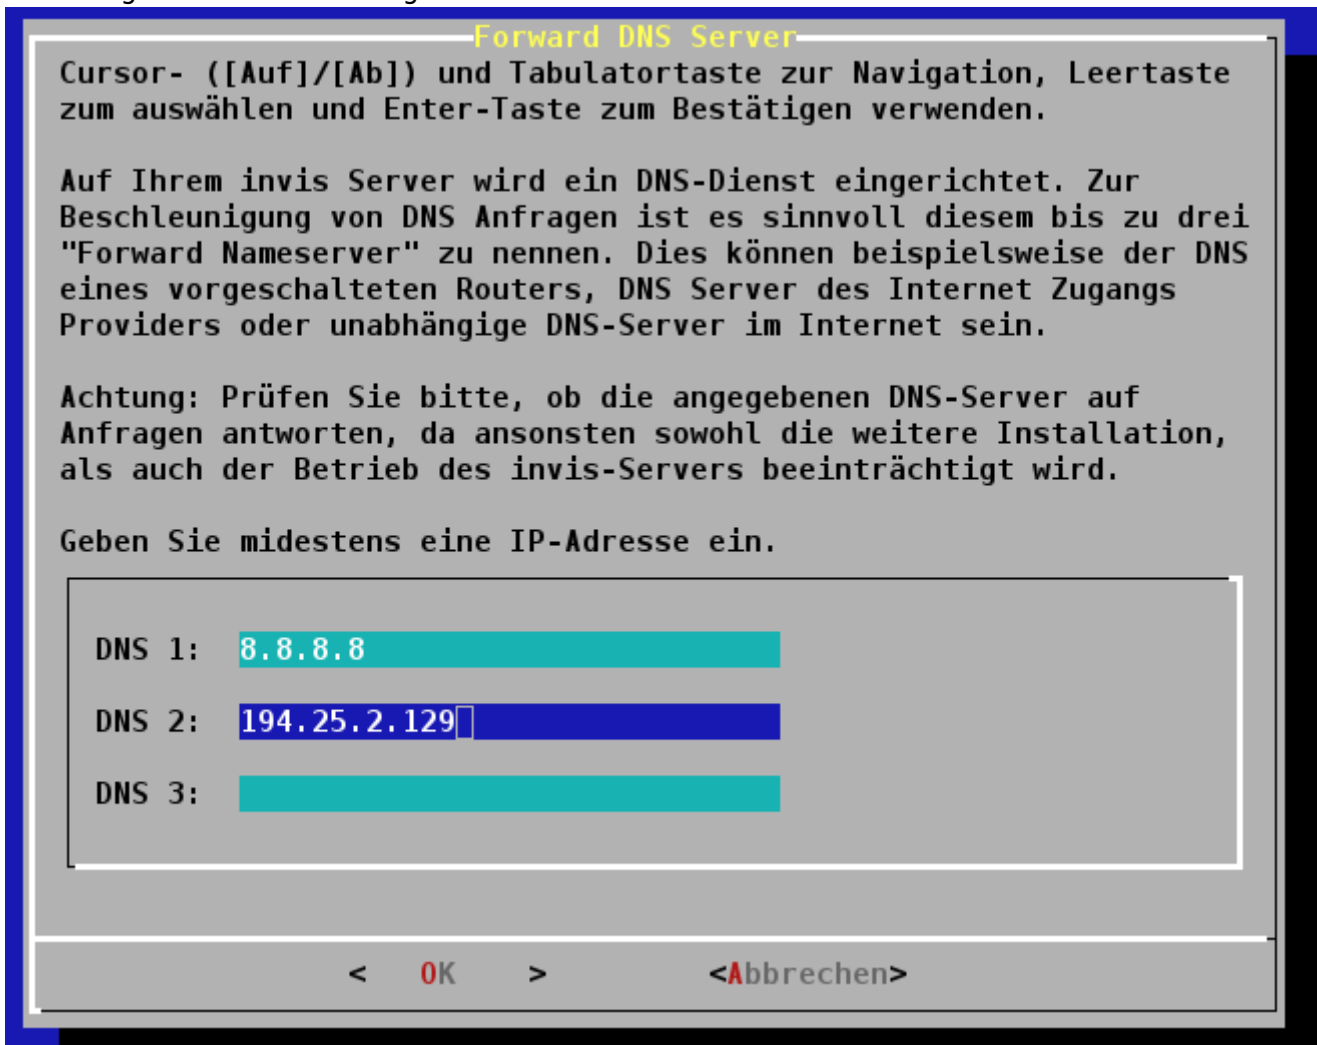 Forward DNS Server
Cursor- ([Auf]/[Ab]) und Tabulatortaste zur Navigation, Leertaste
zum auswählen und Enter-Taste zum Bestätigen verwenden.
Auf Ihrem invis Server wird ein DNS-Dienst eingerichtet. Zur
Beschleunigung von DNS Anfragen ist es sinnvoll diesem bis zu drei
"Forward Nameserver" zu nennen. Dies können beispielsweise der DNS
eines vorgeschalteten Routers, DNS Server des Internet Zugangs
Providers oder unabhängige DNS-Server im Internet sein.
Achtung: Prüfen Sie bitte, ob die angegebenen DNS-Server auf
Anfragen antworten, da ansonsten sowohl die weitere Installation,
als auch der Betrieb des invis-Servers beeinträchtigt wird.
Geben Sie midestens eine IP-Adresse ein.
DNS 1: 8.8.8.8
DNS 2: 194.25.2.129
DNS 3:
< OK > <Abbrechen>